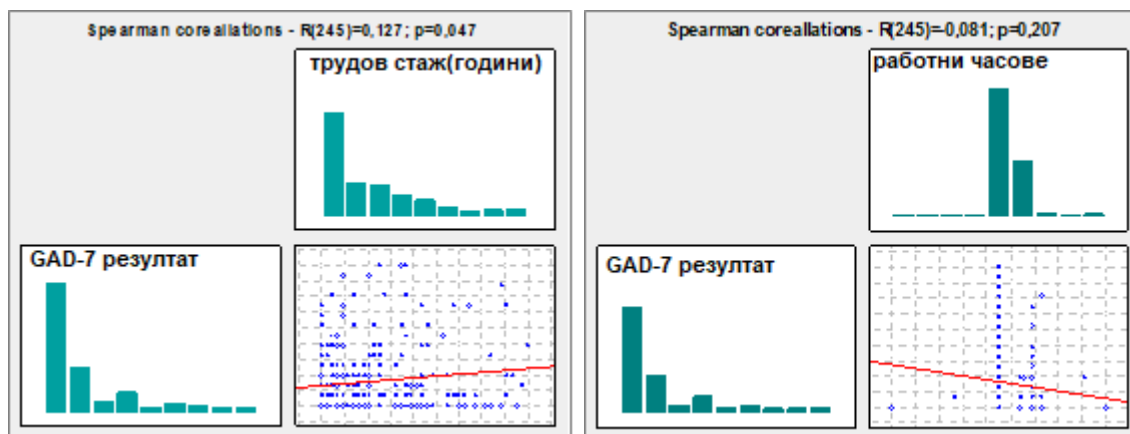 Spearman coreallations - R(245)=0,127; p=0,047
трудов стаж(години)
GAD-7 резултат
Spearman coreallations - R(245)=-0,081; p=0,207
работни часове
GAD-7 резултат